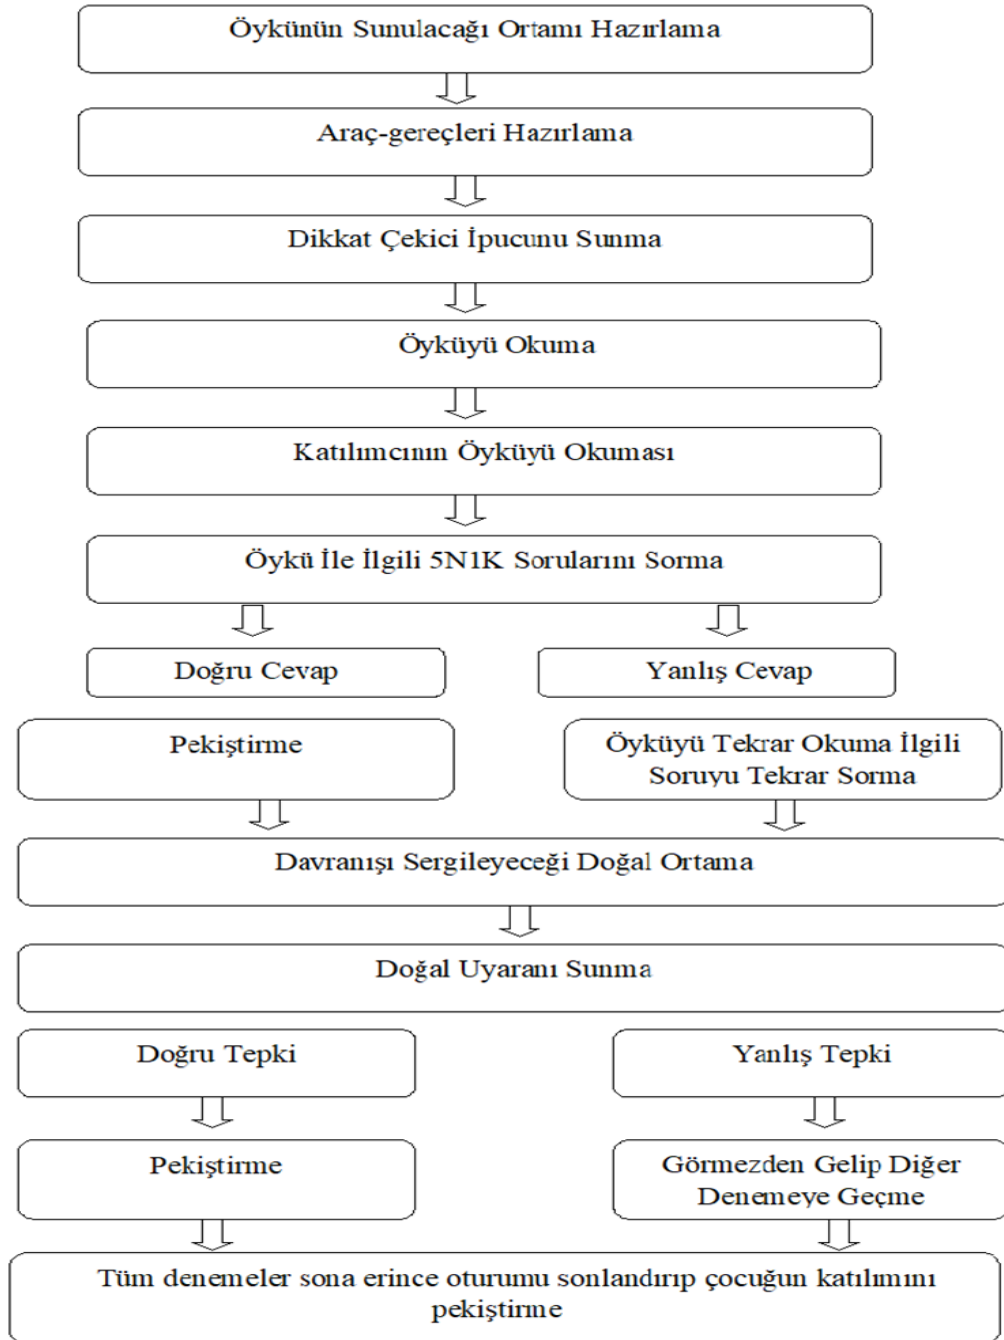 Öykünün Sunulacağı Ortamı Hazırlama
Araç-gereçleri Hazırlama
Dikkat Çekici İpucunu Sunma
Öyküyü Okuma
Katılımcının Öyküyü Okuması
Öykü İle İlgili 5N1K Sorularını Sorma
Doğru Cevap
Yanlış Cevap
Pekiştirme
Öyküyü Tekrar Okuma İlgili
Soruyu Tekrar Sorma
Davranışı Sergileyeceği Doğal Ortama
Doğal Uyaranı Sunma
Doğru Tepki
Yanlış Tepki
Pekiştirme
Görmezden Gelip Diğer
Denemeye Geçme
Tüm denemeler sona erince oturumu sonlandırıp çocuğun katılımını
pekiştirme